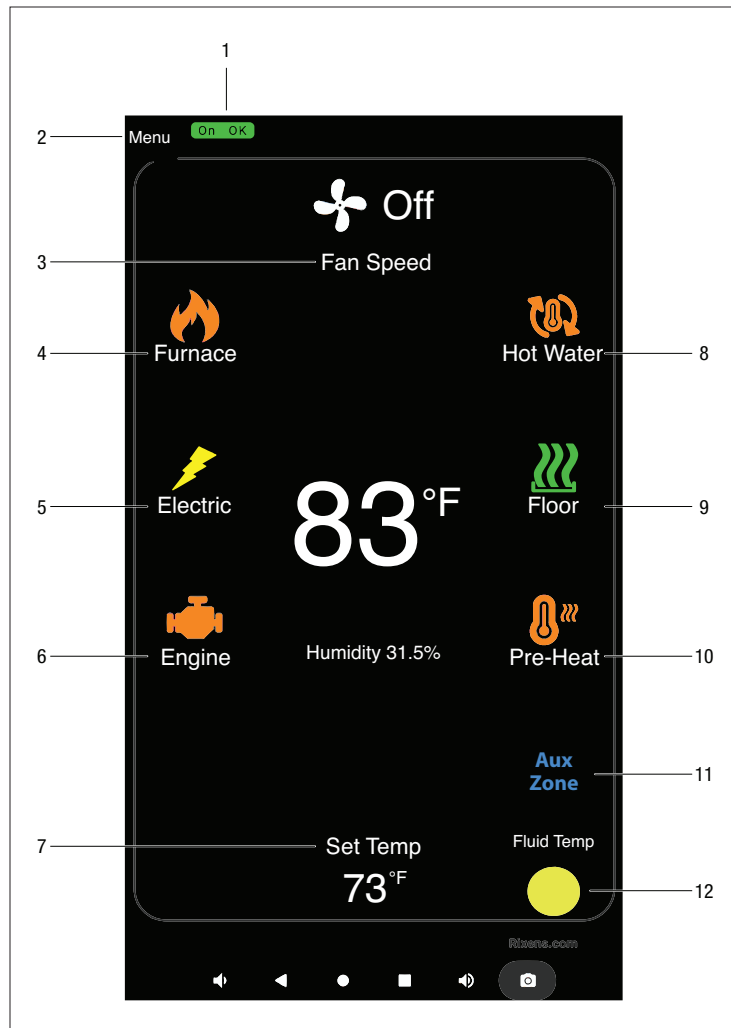 1
2
Menu
On OK
Off
3
Fan Speed
4
Furnace
Hot Water
8
5
Electric
83°F
Floor
9
6
Engine
Humidity 31.5%
Pre-Heat
10
Aux
Zone
11
7
Set Temp
73°F
Fluid Temp
12
Rixens.com